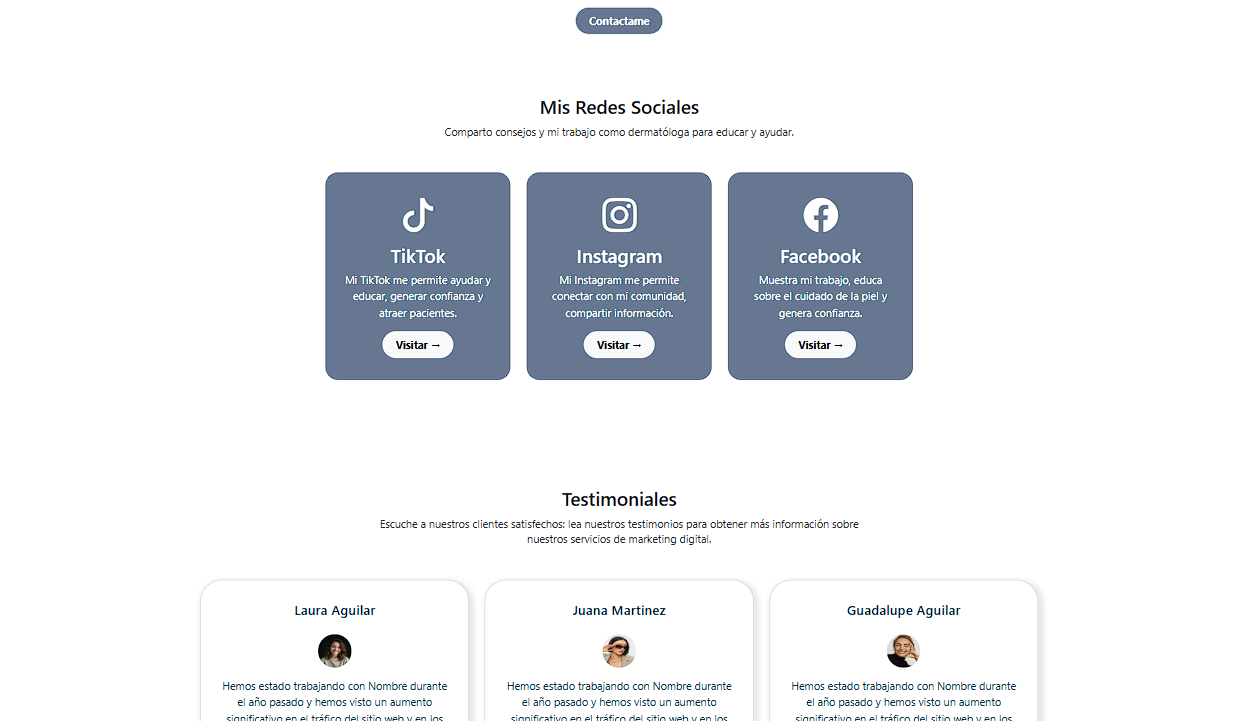 Contactame
Mis Redes Sociales
Comparto consejos y mi trabajo como dermatóloga para educar y ayudar.
TikTok
Mi TikTok me permite ayudar y
educar, generar confianza y
atraer pacientes.
Visitar →
Instagram
Mi Instagram me permite
conectar con mi comunidad,
compartir información.
Visitar →
Facebook
Muestra mi trabajo, educa
sobre el cuidado de la piel y
genera confianza.
Visitar →
Testimoniales
Escuche a nuestros clientes satisfechos: lea nuestros testimonios para obtener más información sobre
nuestros servicios de marketing digital.
Laura Aguilar
Hemos estado trabajando con Nombre durante
el año pasado y hemos visto un aumento
significativo en el tráfico del sitio web y en los
Juana Martinez
Hemos estado trabajando con Nombre durante
el año pasado y hemos visto un aumento
significativo en el tráfico del sitio web y en los
Guadalupe Aguilar
Hemos estado trabajando con Nombre durante
el año pasado y hemos visto un aumento
significativo en el tráfico del sitio web y en los